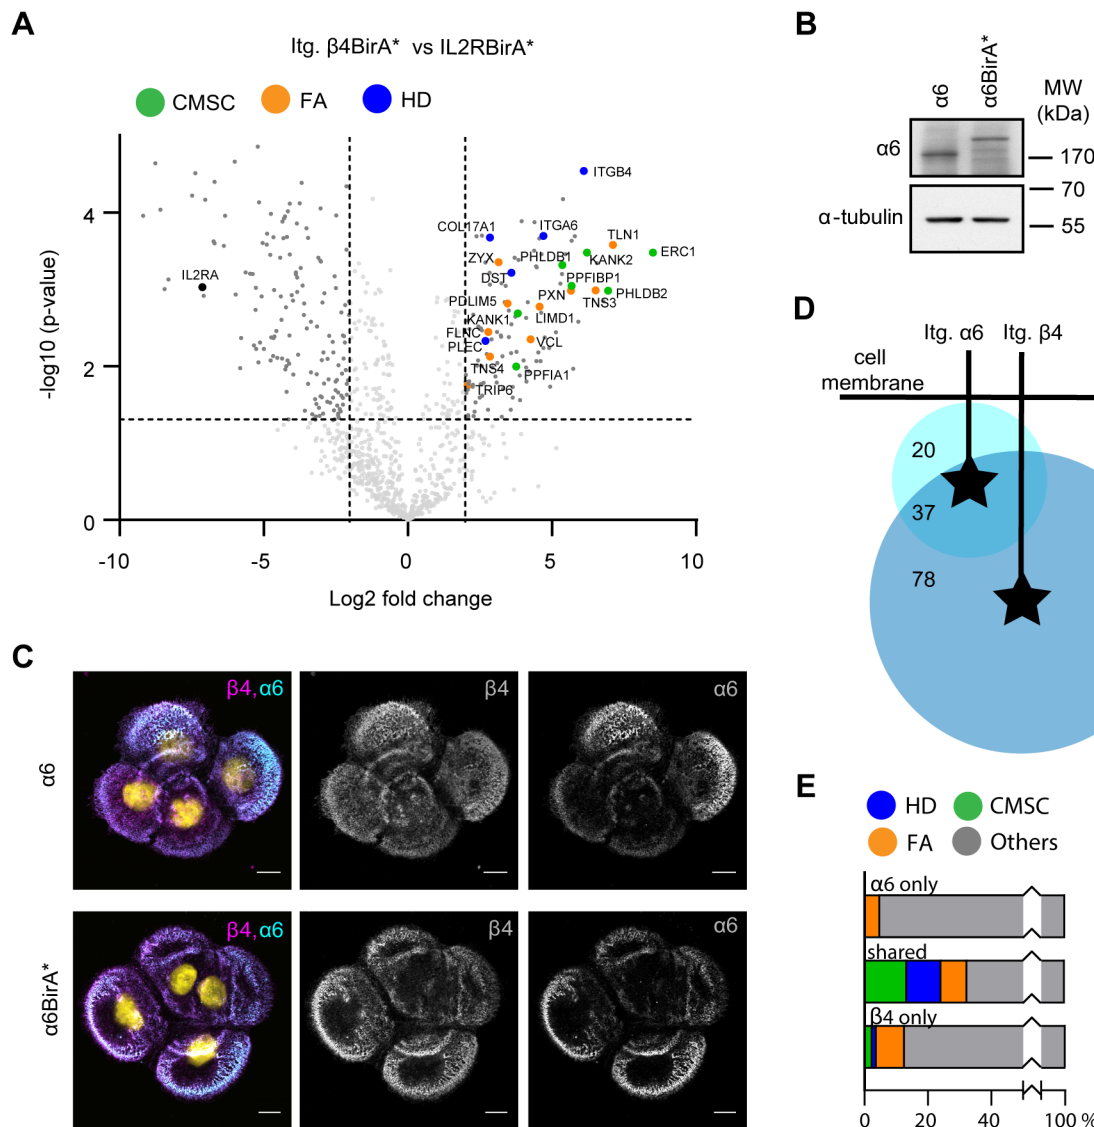 A
Itg. β4BirA* vs IL2RBirA*
CMSC
FA
HD
-log10 (p-value)
4
2
0
-10
-5
0
5
10
Log2 fold change
ITGB4
COL17A1
ITGA6
TLN1
ZYX
PHLDB1
KANK2
ERC1
IL2RA
DST
PPFIBP1
PDLIM5
PXN
TNS3
PHLDB2
KANK1
LIMD1
FLNC
VCL
PLEC
TNS4
PPFIA1
TRIP6
B
α6
α6BirA*
MW
(kDa)
α6
170
70
α-tubulin
55
C
α6
β4,α6
β4
α6
α6BirA*
β4,α6
β4
α6
D
Itg. α6
Itg. β4
cell
membrane
20
37
78
E
HD
CMSC
FA
Others
α6 only
shared
β4 only
0
20
40
100 %